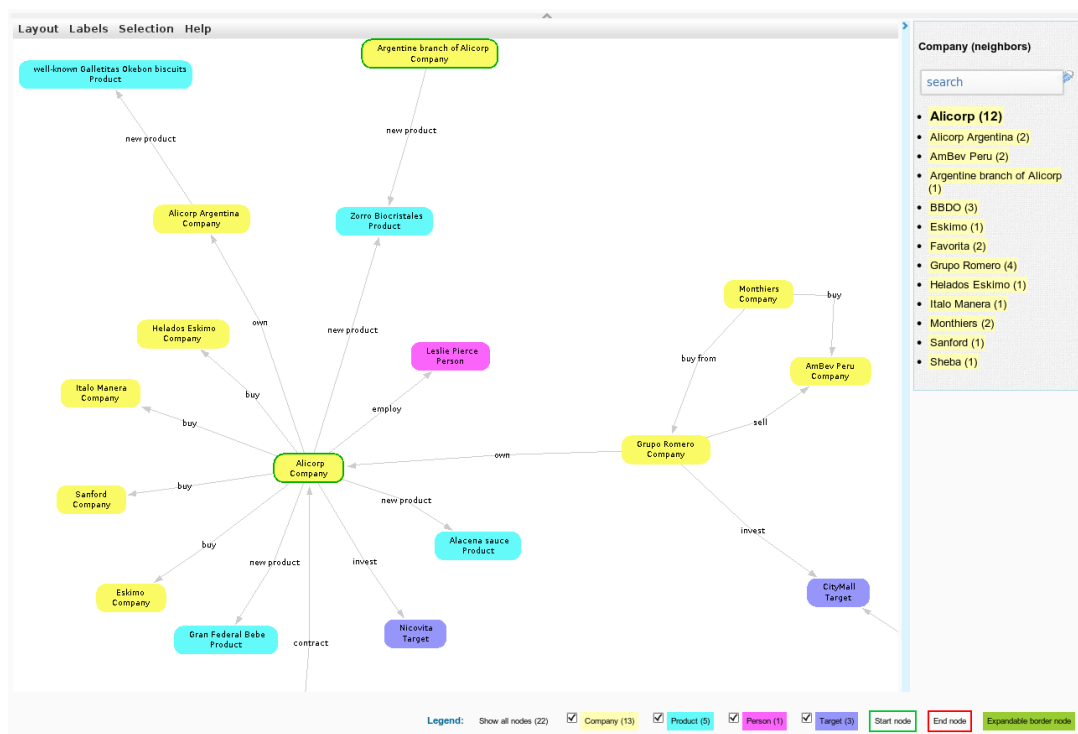 Layout Labels Selection Help
Argentine branch of Alicorp
Company
well-known Galletitas Okebon biscuits
Product
new product
new product
Alicorp Argentina
Company
Zorro Biocristales
Product
Monthiers
Company
buy
own
new product
Helados Eskimo
Company
Leslie Pierce
Person
buy from
AmBev Peru
Company
Italo Manera
Company
buy
employ
buy
sell
Grupo Romero
Company
own
Alicorp
Company
buy
Sanford
Company
new product
invest
Alacena sauce
Product
buy
new product
invest
Eskimo
Company
CityMall
Target
Gran Federal Bebe
Product
Nicovita
Target
contract
Company (neighbors)
search
Alicorp (12)
Alicorp Argentina (2)
AmBev Peru (2)
Argentine branch of Alicorp
(1)
BBDO (3)
Eskimo (1)
Favorita (2)
Grupo Romero (4)
Helados Eskimo (1)
Italo Manera (1)
Monthiers (2)
Sanford (1)
Sheba (1)
Legend: Show all nodes (22) Company (13) Product (5) Person (1) Target (3) Start node End node Expandable border node